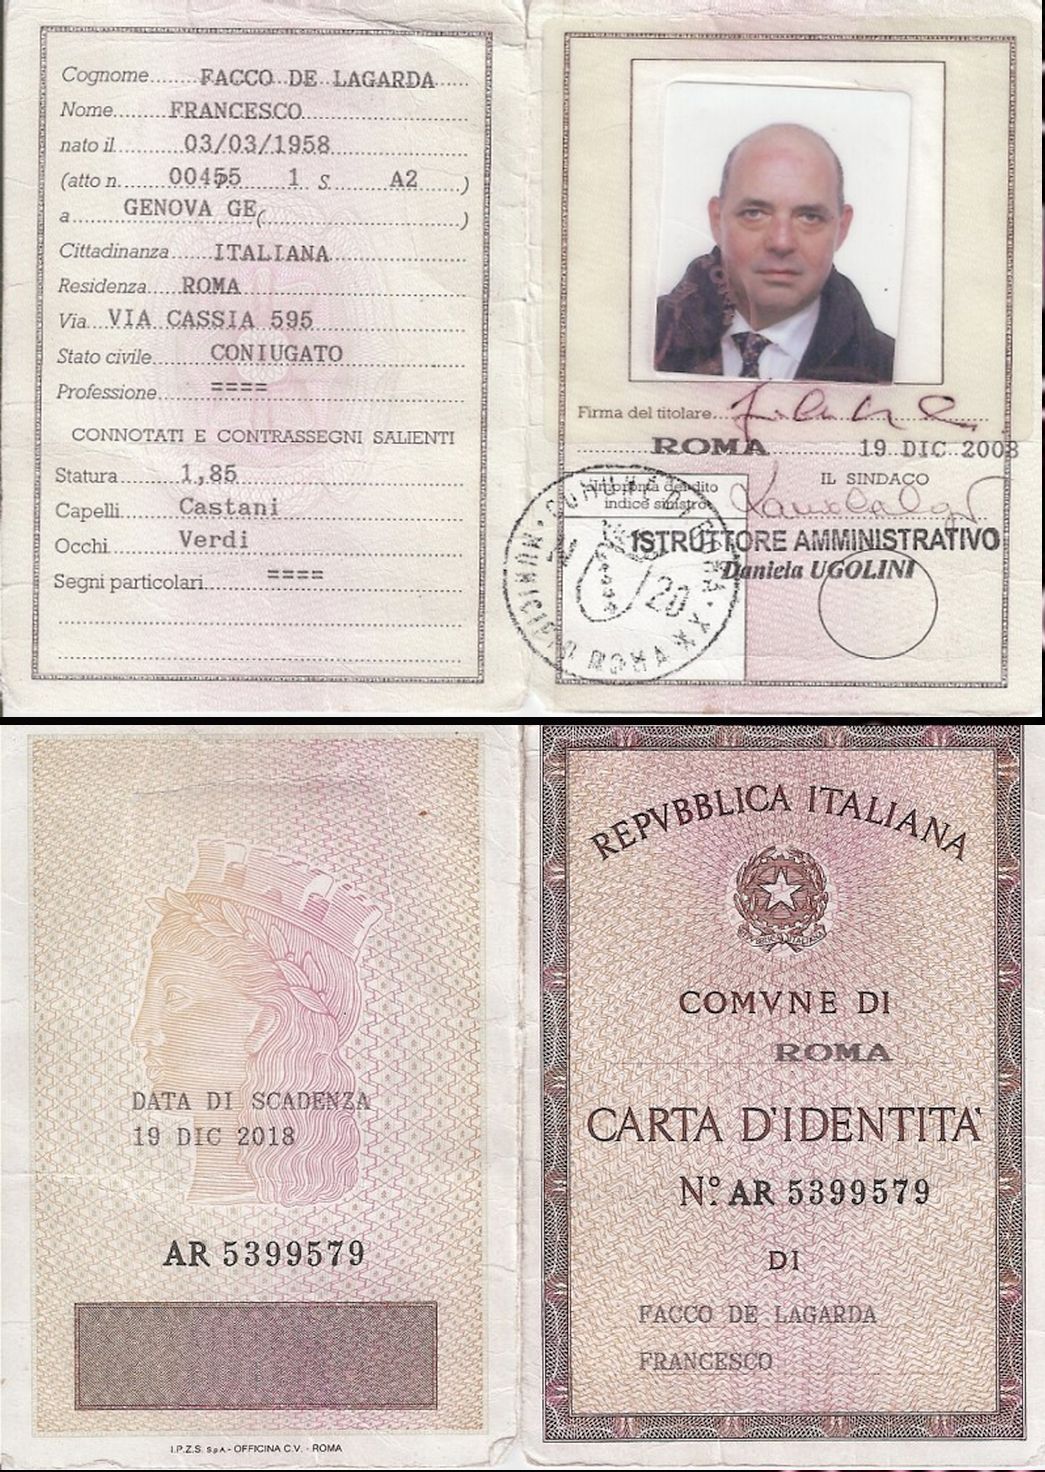 Cognome FACCO DE LAGARDA
Nome FRANCESCO
nato il 03/03/1958
(atto n. 00455 1 S. A2 )
a GENOVA GE( )
Cittadinanza ITALIANA
Residenza ROMA
Via VIA CASSIA 595
Stato civile CONIUGATO
Professione ====
CONNOTATI E CONTRASSEGNI SALIENTI
Statura 1,85
Capelli Castani
Occhi Verdi
Segni particolari ====
Firma del titolare
ROMA 19 DIC 2008
IL SINDACO
Impronta del dito
indice sinistro
ISTRUTTORE AMMINISTRATIVO
Daniela UGOLINI
MUNICIPIO ROMA XX
20
DATA DI SCADENZA
19 DIC 2018
AR 5399579
I.P.Z.S. S.p.A. - OFFICINA C.V. - ROMA
REPVBBLICA ITALIANA
COMVNE DI
ROMA
CARTA D'IDENTITA'
N° AR 5399579
DI
FACCO DE LAGARDA
FRANCESCO